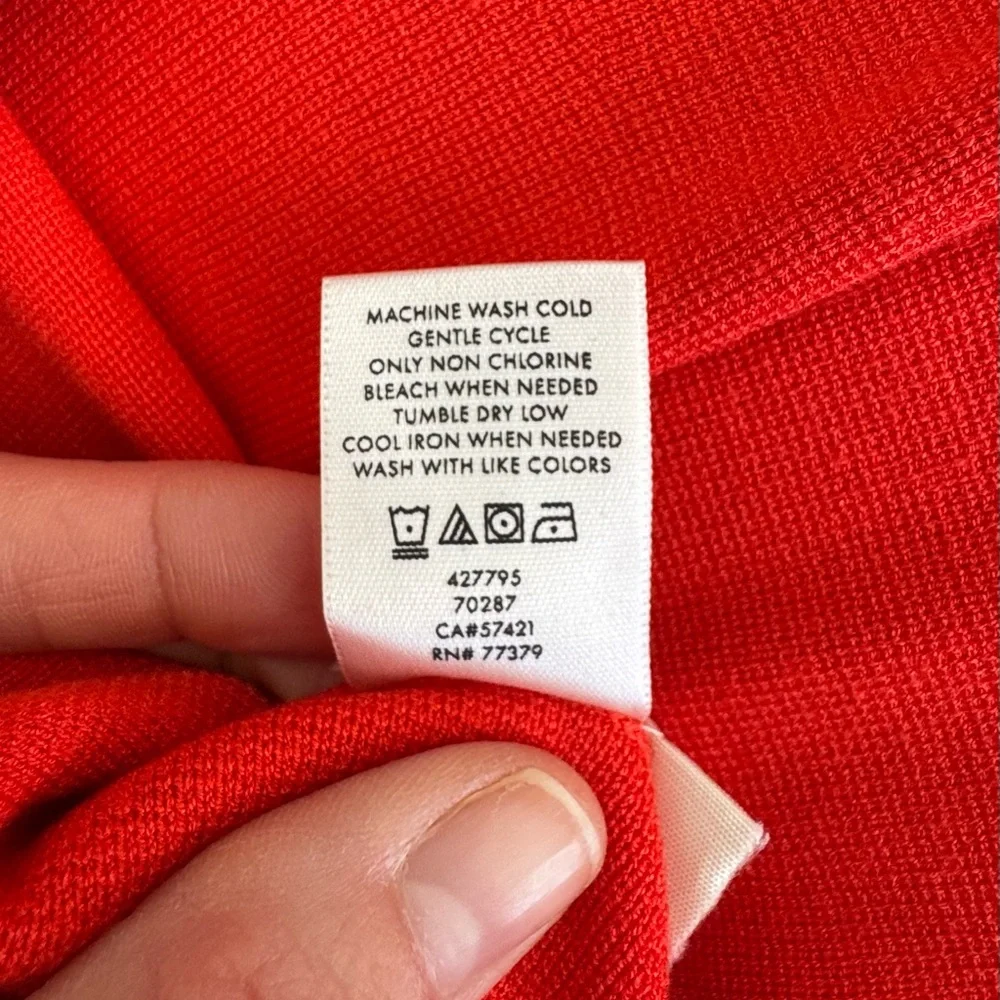 MACHINE WASH COLD
GENTLE CYCLE
ONLY NON CHLORINE
BLEACH WHEN NEEDED
TUMBLE DRY LOW
COOL IRON WHEN NEEDED
WASH WITH LIKE COLORS
427795
70287
CA#57421
RN# 77379